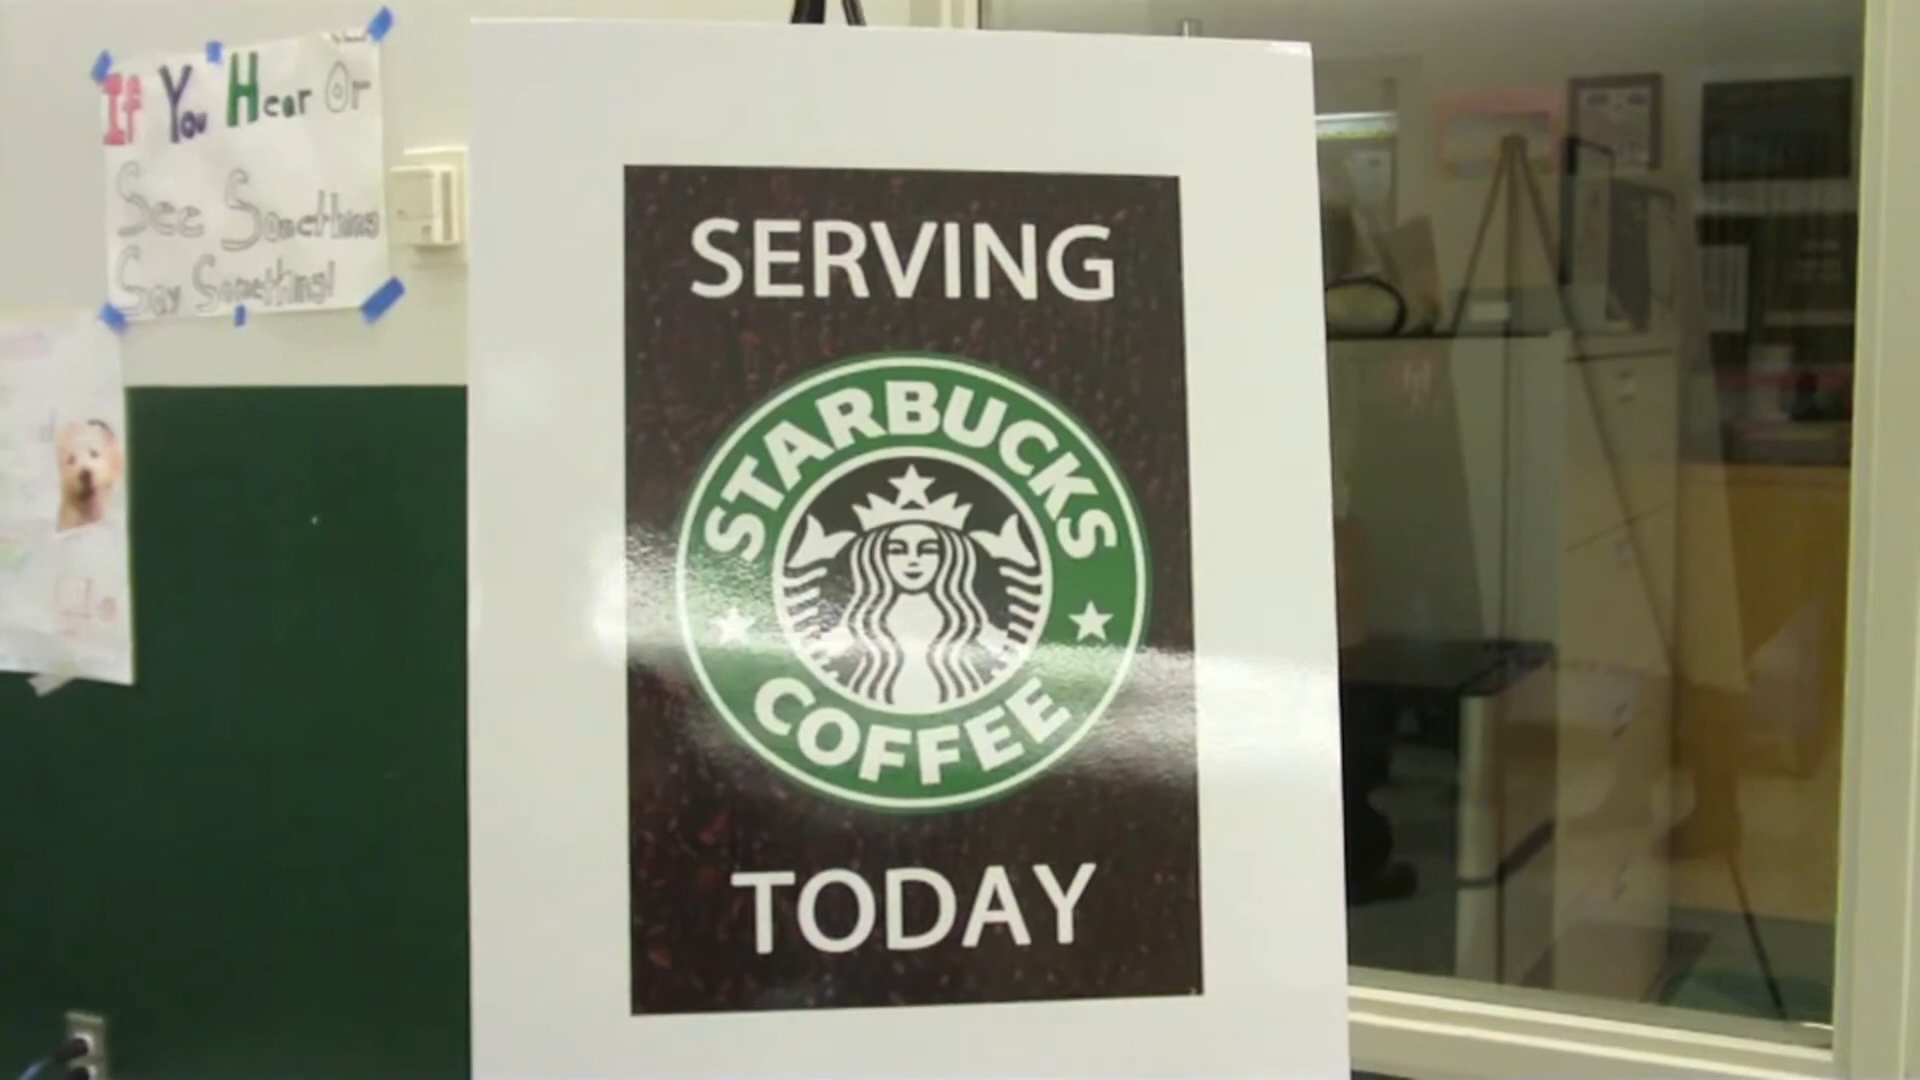 If You Hear Or
See Something
Say Something!
SERVING
STARBUCKS
COFFEE
TODAY